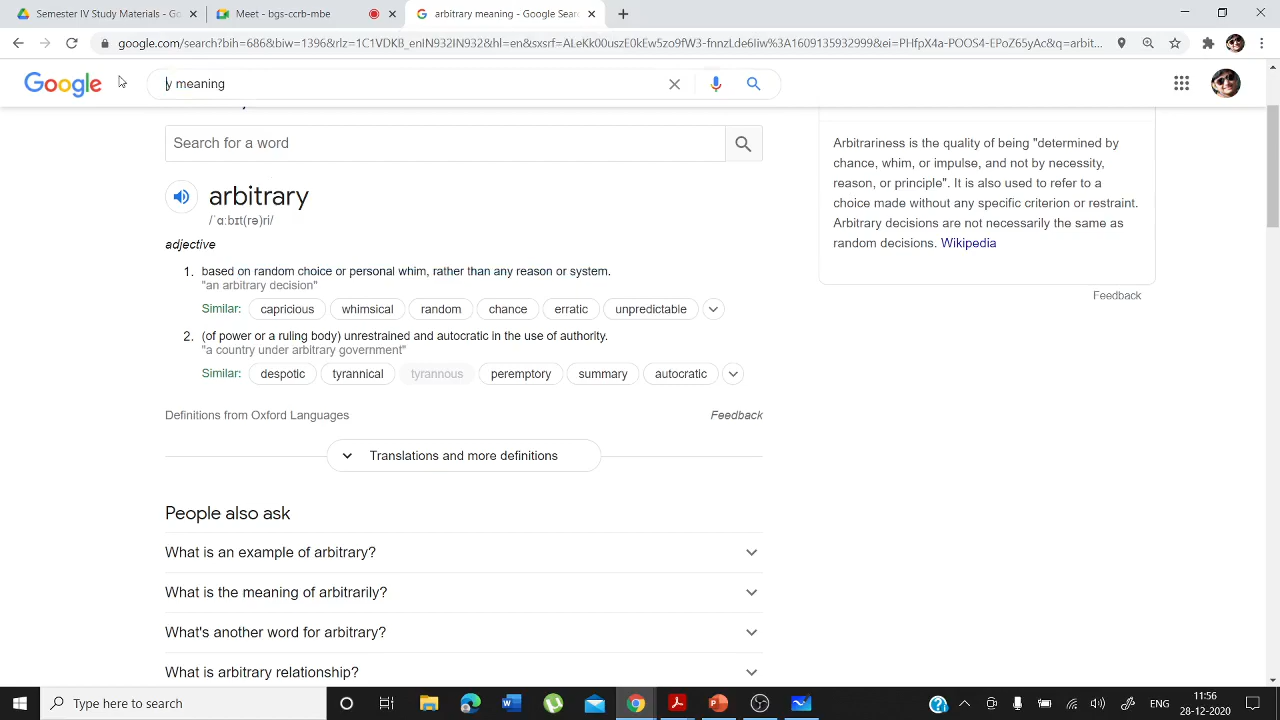 Semester IV Study Materials - Go
Meet - bgs-ccrb-mbe
arbitrary meaning - Google Sear
google.com/search?bih=686&biw=1396&rlz=1C1VDKB_enIN932IN932&hl=en&sxsrf=ALeKk00uszE0kEw5zo9fW3-fnnzLde6Iiw%3A1609135932999&ei=PHfpX4a-POOS4-EPoZ65yAc&q=arbit...
Google
y meaning
Search for a word
arbitrary
/ˈɑːbɪt(rə)ri/
adjective
1. based on random choice or personal whim, rather than any reason or system.
"an arbitrary decision"
Similar: capricious whimsical random chance erratic unpredictable
2. (of power or a ruling body) unrestrained and autocratic in the use of authority.
"a country under arbitrary government"
Similar: despotic tyrannical tyrannous peremptory summary autocratic
Definitions from Oxford Languages
Feedback
Translations and more definitions
People also ask
What is an example of arbitrary?
What is the meaning of arbitrarily?
What's another word for arbitrary?
What is arbitrary relationship?
Arbitrariness is the quality of being "determined by
chance, whim, or impulse, and not by necessity,
reason, or principle". It is also used to refer to a
choice made without any specific criterion or restraint.
Arbitrary decisions are not necessarily the same as
random decisions. Wikipedia
Feedback
Type here to search
ENG
11:56
28-12-2020